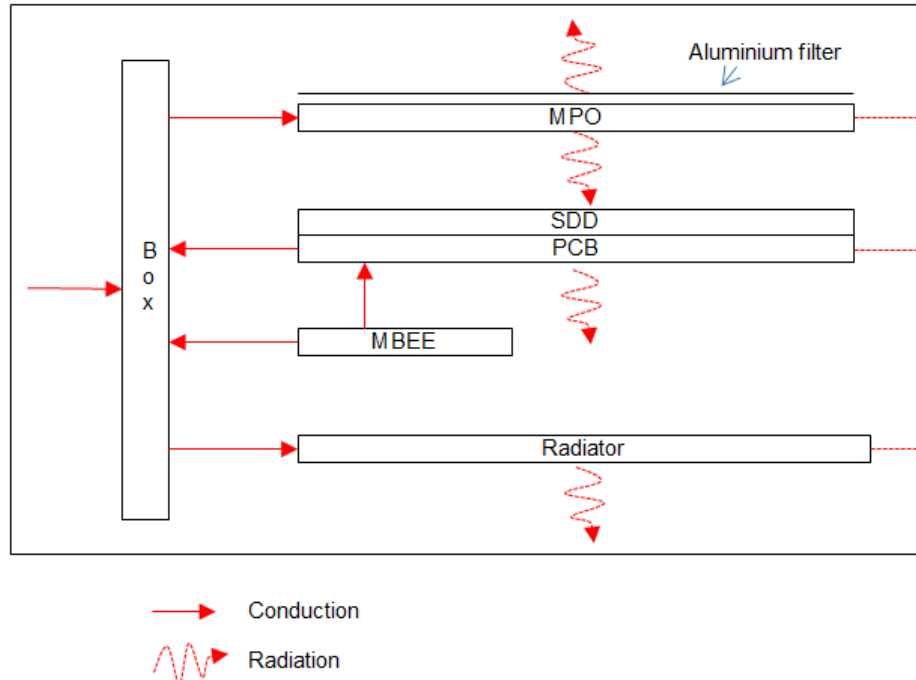 Aluminium filter
MPO
SDD
B
o
x
PCB
MBEE
Radiator
Conduction
Radiation